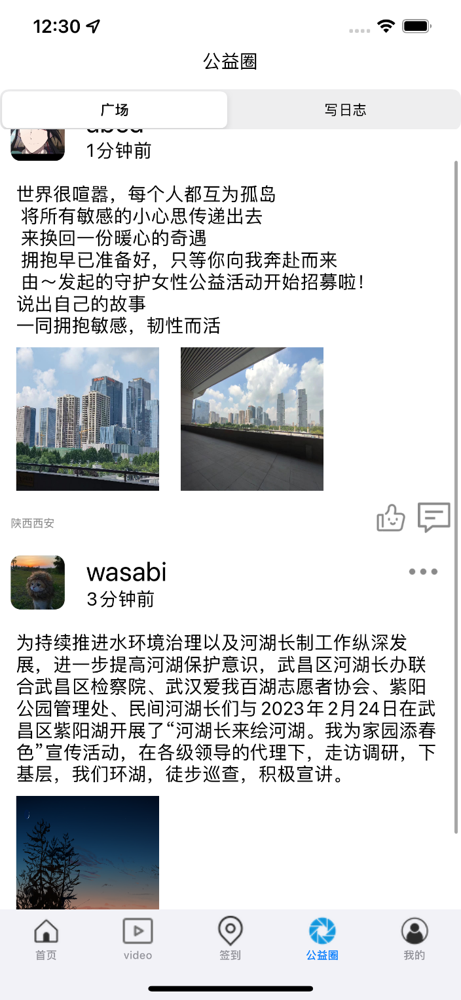 12:30
公益圈
广场
写日志
1分钟前
世界很喧嚣，每个人都互为孤岛
将所有敏感的小心思传递出去
来换回一份暖心的奇遇
拥抱早已准备好，只等你向我奔赴而来
由～发起的守护女性公益活动开始招募啦！
说出自己的故事
一同拥抱敏感，韧性而活
陕西西安
wasabi
3分钟前
为持续推进水环境治理以及河湖长制工作纵深发
展，进一步提高河湖保护意识，武昌区河湖长办联
合武昌区检察院、武汉爱我百湖志愿者协会、紫阳
公园管理处、民间河湖长们与2023年2月24日在武
昌区紫阳湖开展了“河湖长来绘河湖。我为家园添春
色”宣传活动，在各级领导的代理下，走访调研，下
基层，我们环湖，徒步巡查，积极宣讲。
首页
video
签到
公益圈
我的